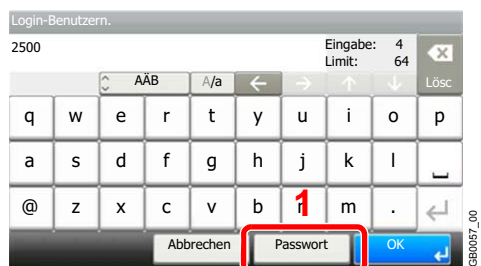 Login-Benutzern.
2500 Eingabe: 4
Limit: 64
AÄB A/a Lösc
q w e r t y u i o p
a s d f g h j k l
@ z x c v b n m .
1
Abbrechen Passwort OK
GB0057_00